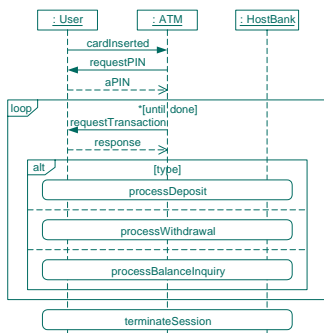 : User
: ATM
: HostBank
cardInserted
requestPIN
aPIN
loop
*[until done]
requestTransaction
response
alt
[type]
processDeposit
processWithdrawal
processBalanceInquiry
terminateSession